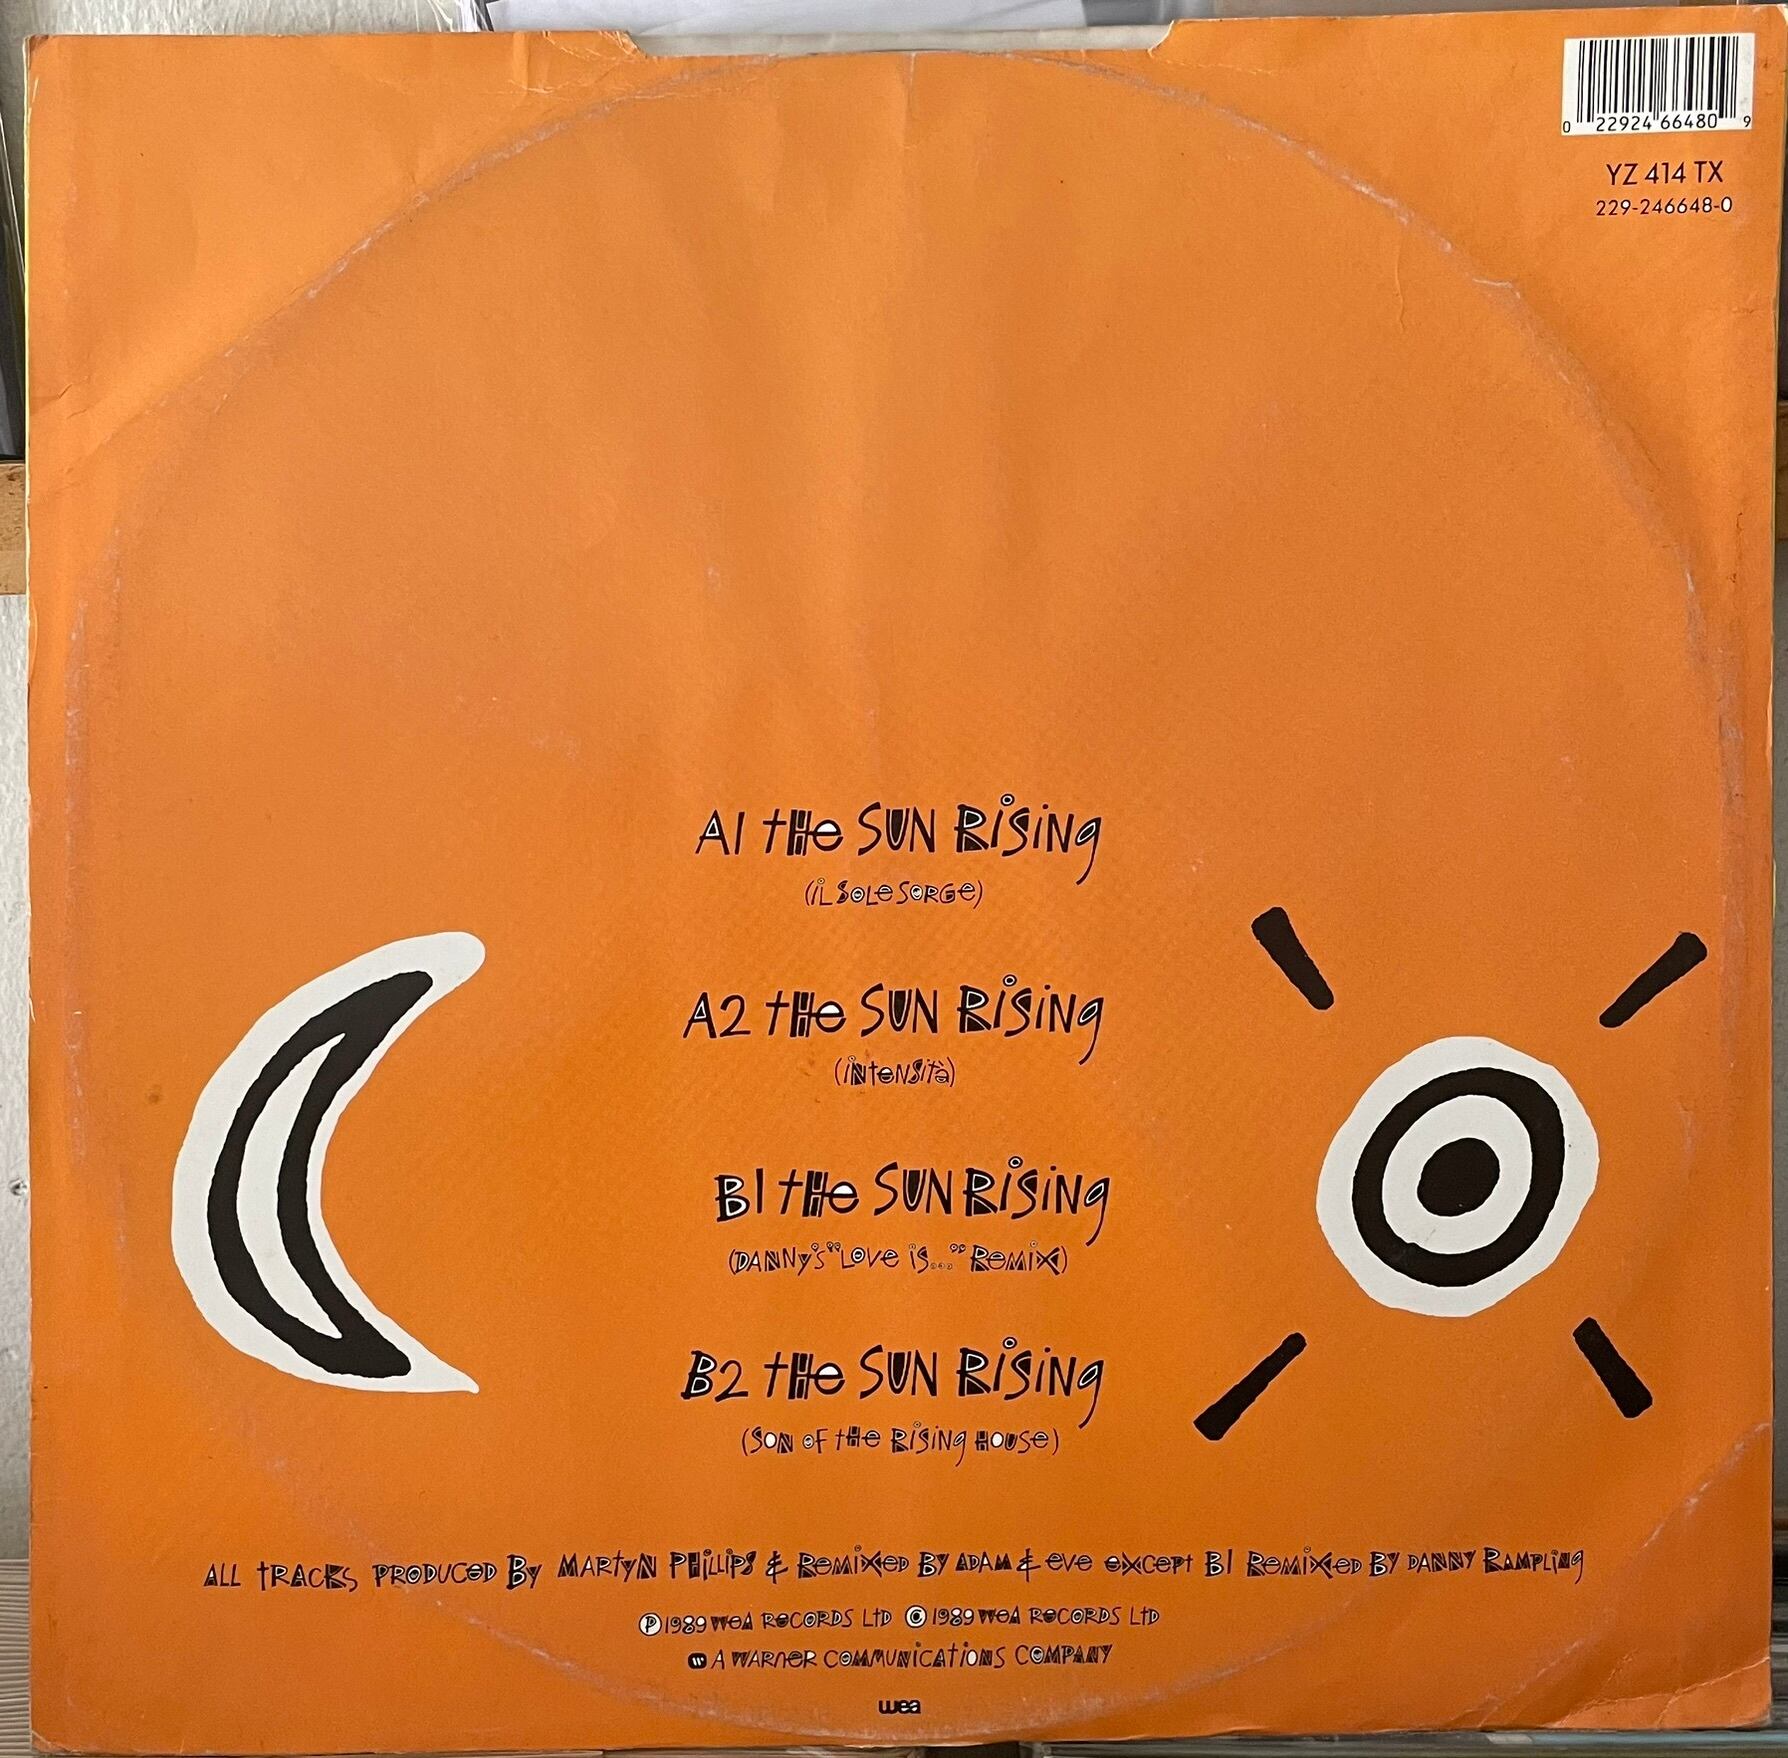 0 22924 66480 9
YZ 414 TX
229-246648-0
A1 THE SUN RISING
(IL SOLE SORGE)
A2 THE SUN RISING
(INTENSITÀ)
B1 THE SUN RISING
(DANNY'S "LOVE IS..." REMIX)
B2 THE SUN RISING
(SON OF THE RISING HOUSE)
ALL TRACKS PRODUCED BY MARTYN PHILLIPS & REMIXED BY ADAM & EVE EXCEPT B1 REMIXED BY DANNY RAMPLING
Ⓟ 1989 WEA RECORDS LTD © 1989 WEA RECORDS LTD
W A WARNER COMMUNICATIONS COMPANY
wea